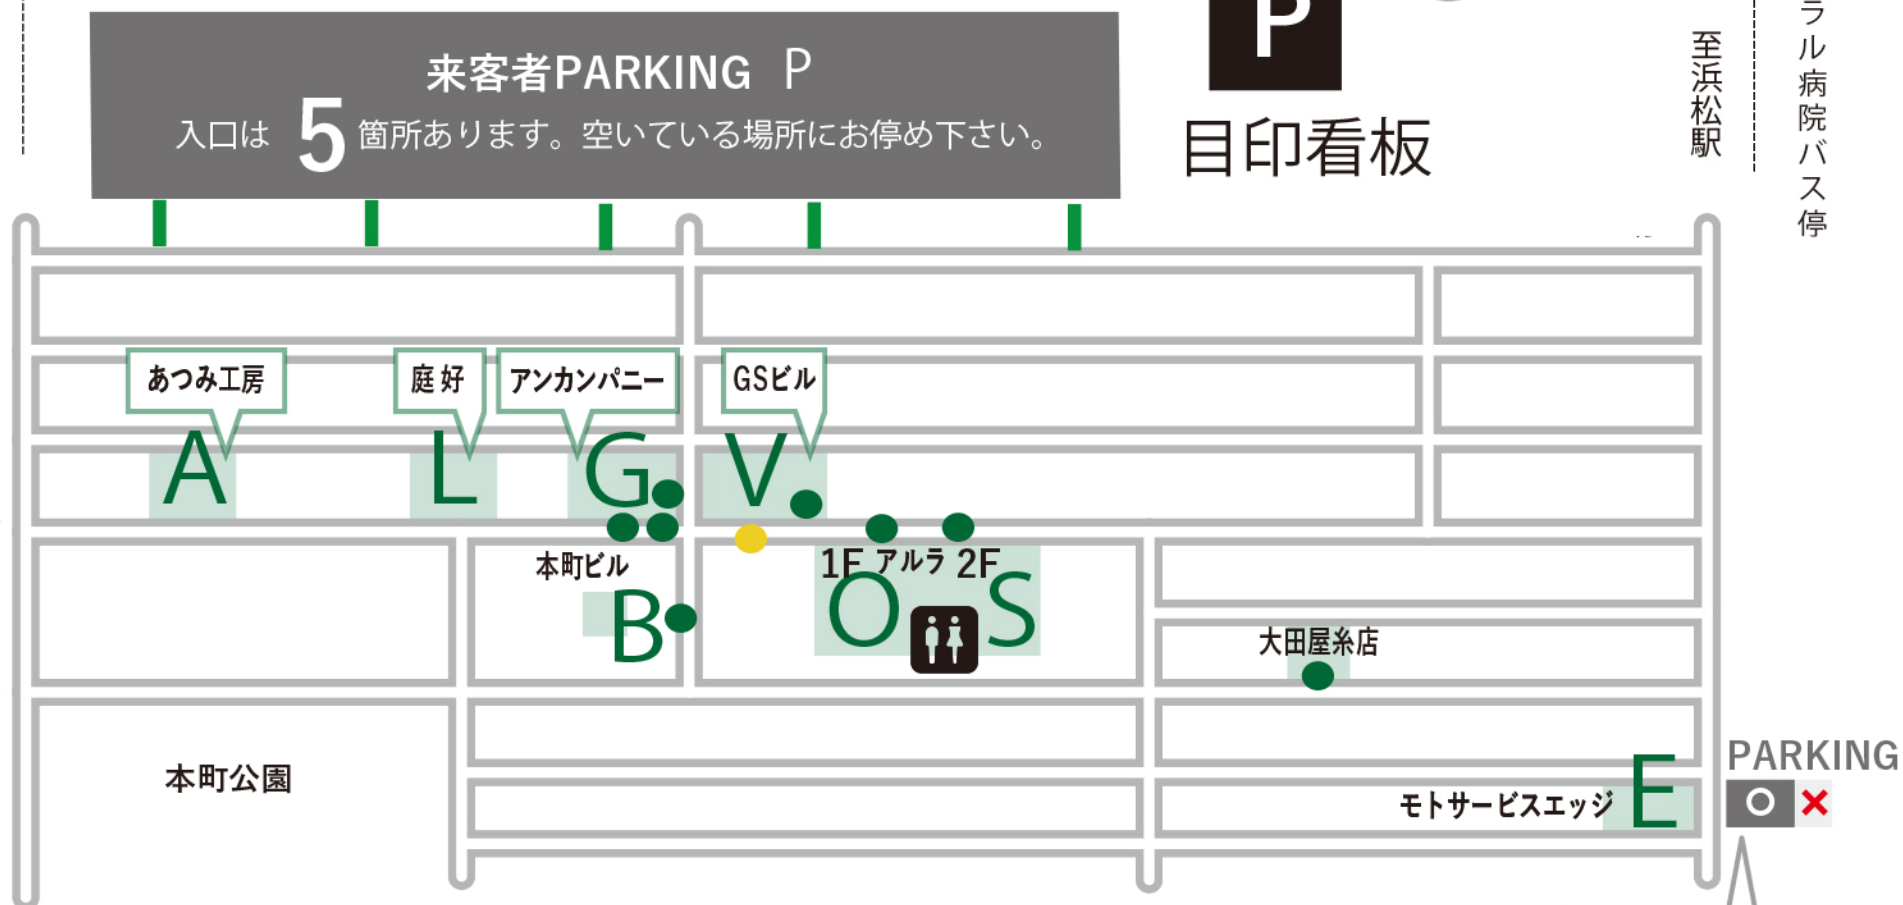 来客者PARKING P
入口は 5 箇所あります。空いている場所にお停め下さい。
P
目印看板
至浜松駅
ラル病院バス停
あつみ工房
庭好
アンカンパニー
GSビル
A
L
G
V
本町ビル
B
1F アルラ 2F
O
S
大田屋糸店
本町公園
モトサービスエッジ
E
PARKING